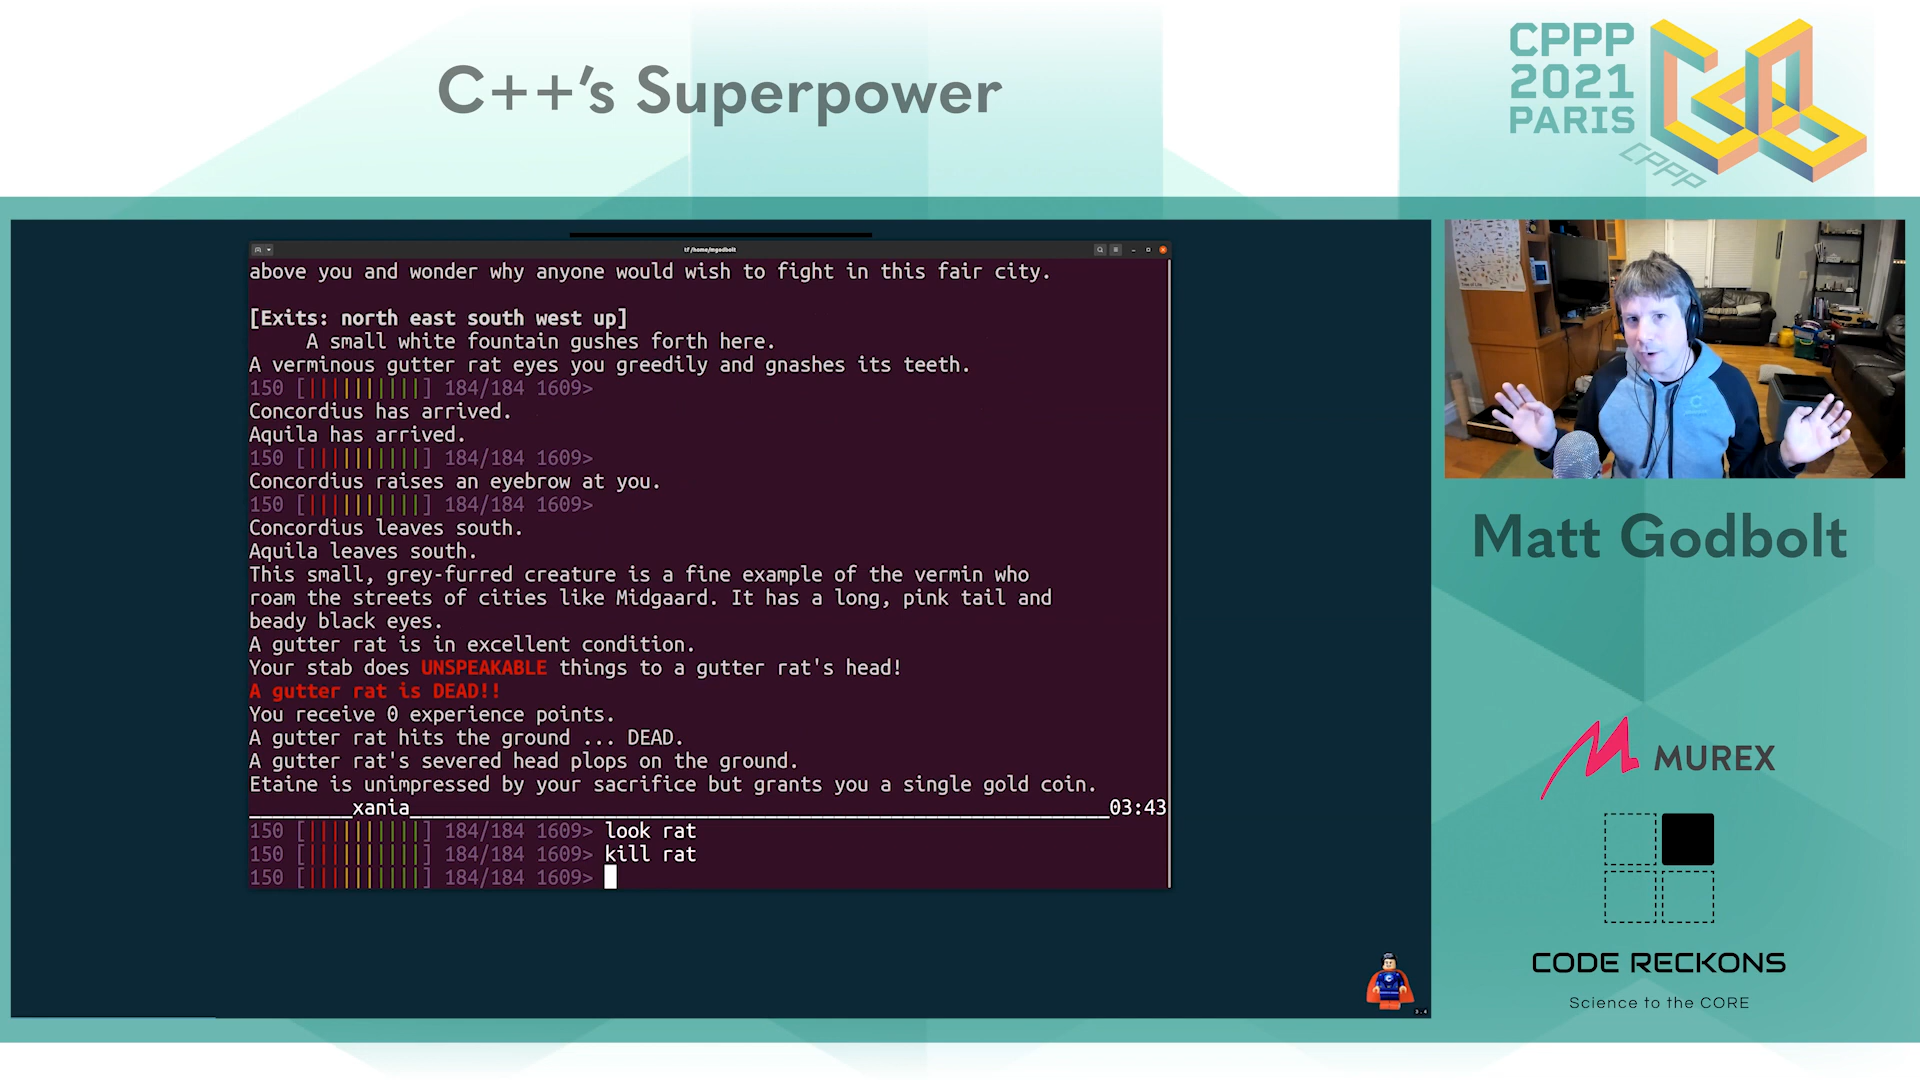 C++'s Superpower
CPPP
2021
PARIS
CPPP
tf /home/mgodbolt
above you and wonder why anyone would wish to fight in this fair city.
[Exits: north east south west up]
A small white fountain gushes forth here.
A verminous gutter rat eyes you greedily and gnashes its teeth.
150 [||||||||||] 184/184 1609>
Concordius has arrived.
Aquila has arrived.
150 [||||||||||] 184/184 1609>
Concordius raises an eyebrow at you.
150 [||||||||||] 184/184 1609>
Concordius leaves south.
Aquila leaves south.
This small, grey-furred creature is a fine example of the vermin who
roam the streets of cities like Midgaard. It has a long, pink tail and
beady black eyes.
A gutter rat is in excellent condition.
Your stab does UNSPEAKABLE things to a gutter rat's head!
A gutter rat is DEAD!!
You receive 0 experience points.
A gutter rat hits the ground ... DEAD.
A gutter rat's severed head plops on the ground.
Etaine is unimpressed by your sacrifice but grants you a single gold coin.
_________xania_____________________________________________________________03:43
150 [||||||||||] 184/184 1609> look rat
150 [||||||||||] 184/184 1609> kill rat
150 [||||||||||] 184/184 1609>
3.4
Matt Godbolt
MUREX
CODE RECKONS
Science to the CORE